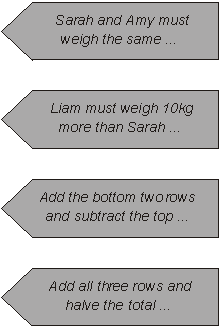 Sarah and Amy must
weigh the same ...
Liam must weigh 10kg
more than Sarah ...
Add the bottom two rows
and subtract the top ...
Add all three rows and
halve the total ...